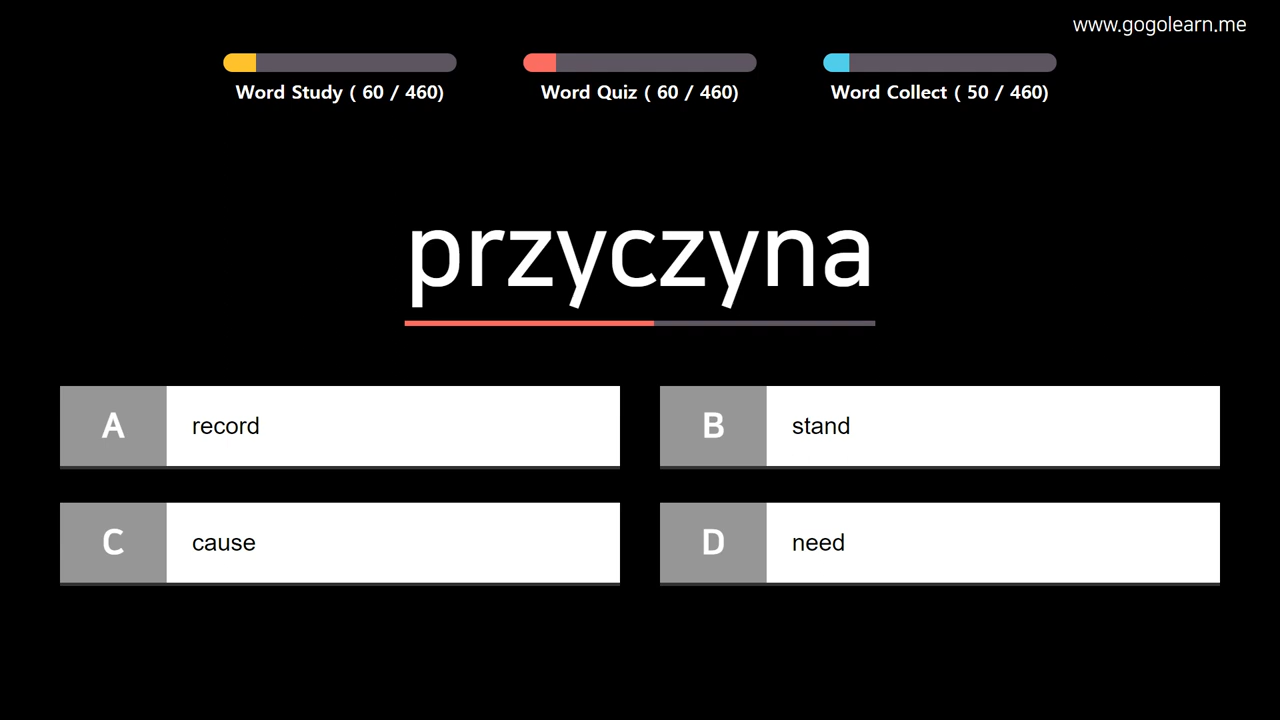 www.gogolearn.me
Word Study ( 60 / 460)
Word Quiz ( 60 / 460)
Word Collect ( 50 / 460)
przyczyna
A record
B stand
C cause
D need